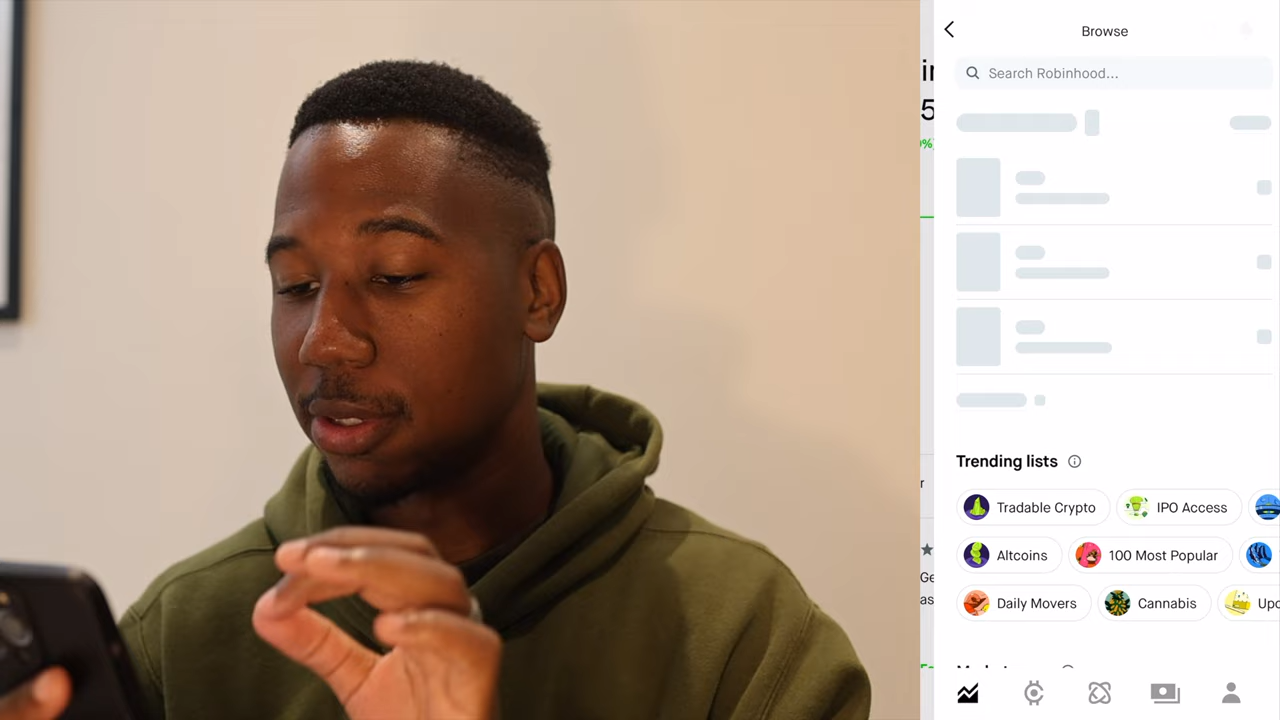 Browse
Search Robinhood...
Trending lists
Tradable Crypto
IPO Access
Altcoins
100 Most Popular
Daily Movers
Cannabis